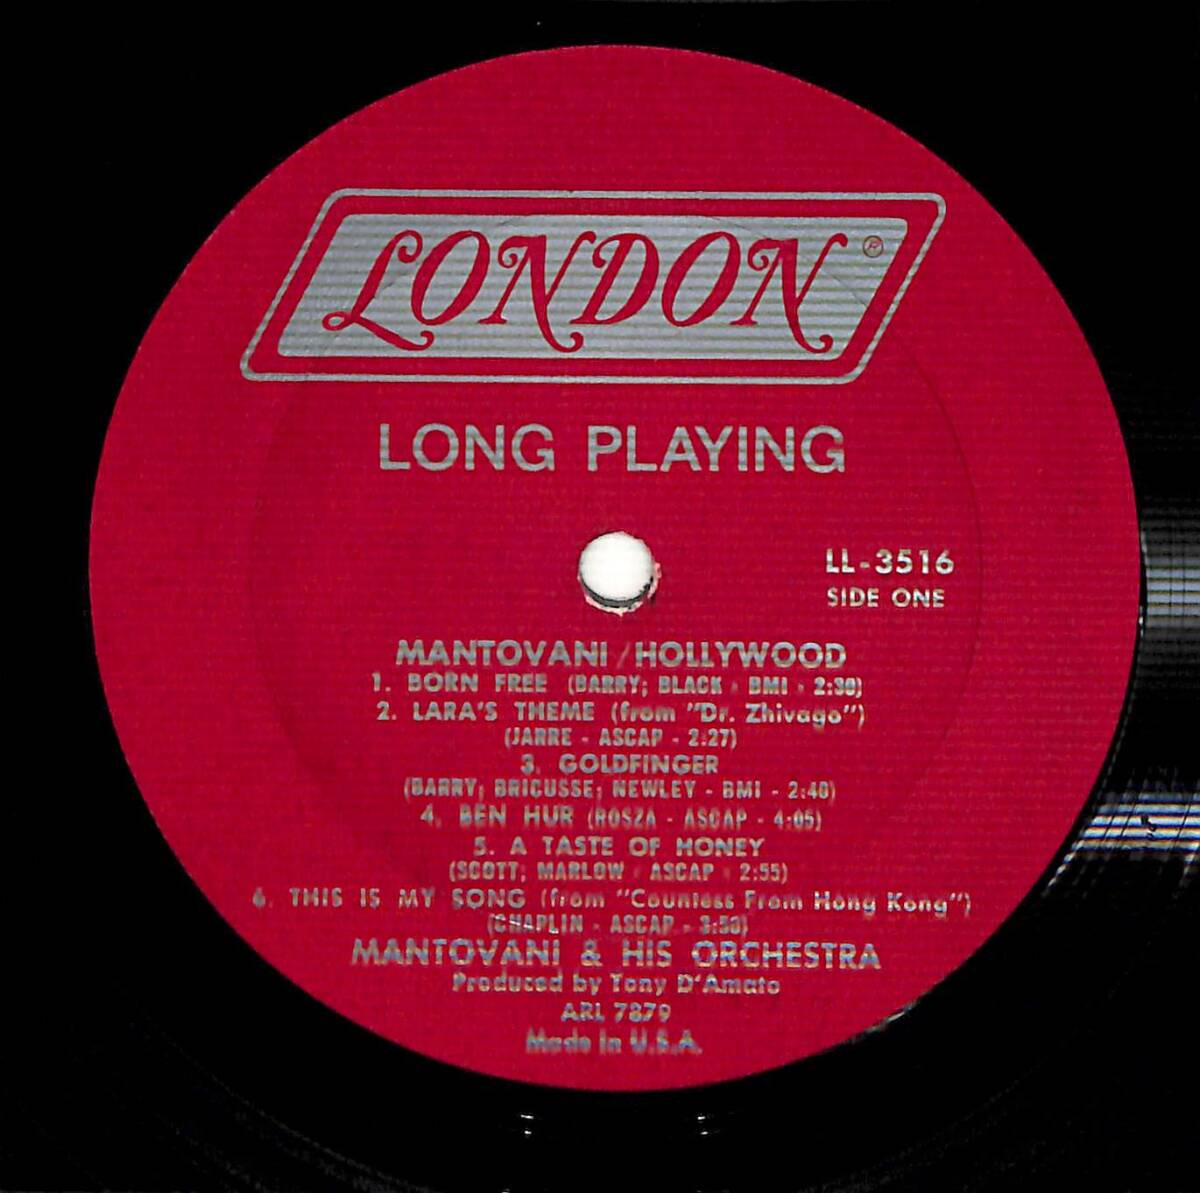 LONDON ®
LONG PLAYING
LL-3516
SIDE ONE
MANTOVANI/HOLLYWOOD
1. BORN FREE (BARRY; BLACK - BMI - 2:30)
2. LARA'S THEME (from "Dr. Zhivago")
(JARRE - ASCAP - 2:27)
3. GOLDFINGER
(BARRY; BRICUSSE; NEWLEY - BMI - 2:40)
4. BEN HUR (ROSZA - ASCAP - 4:05)
5. A TASTE OF HONEY
(SCOTT; MARLOW - ASCAP - 2:55)
6. THIS IS MY SONG (from "Countess From Hong Kong")
(CHAPLIN - ASCAP - 3:50)
MANTOVANI & HIS ORCHESTRA
Produced by Tony D'Amato
ARL 7879
Made in U.S.A.